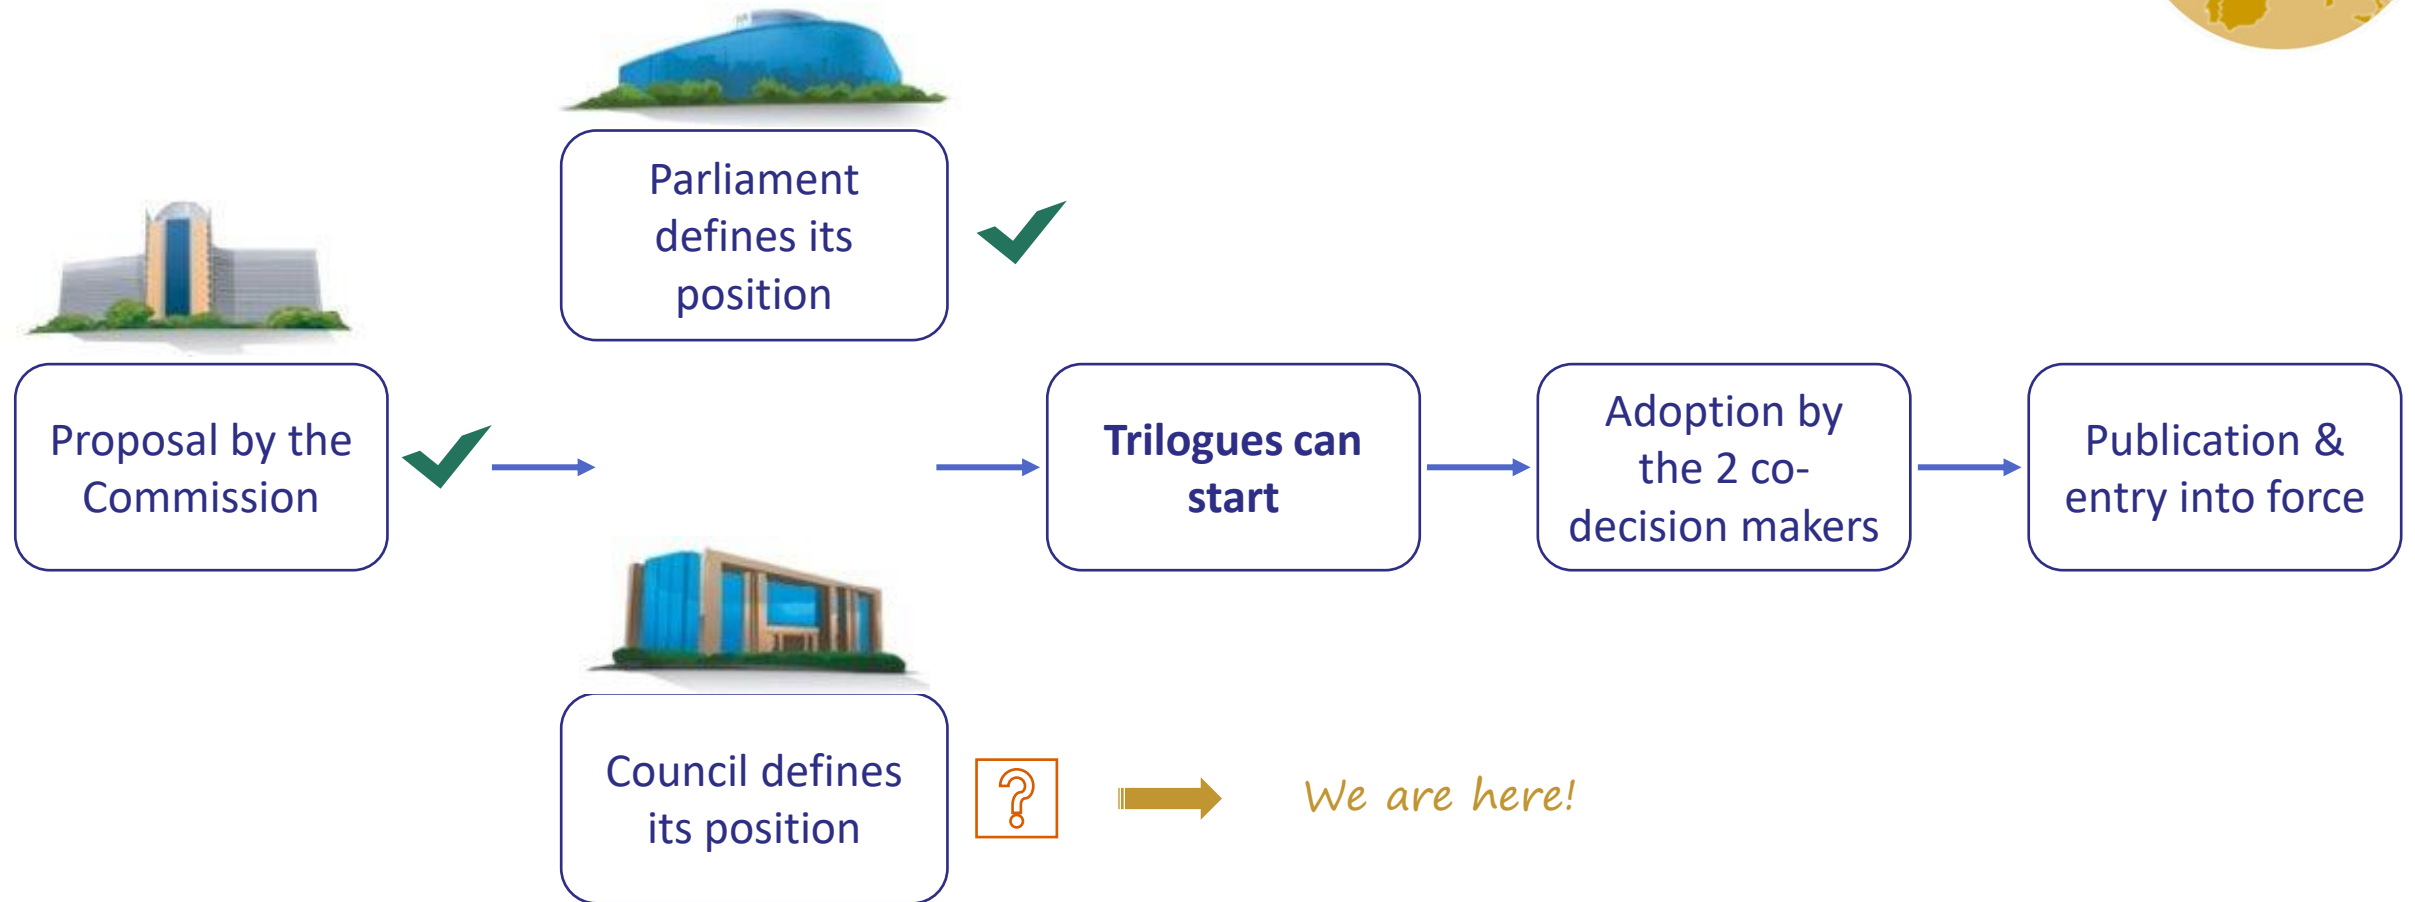 Parliament
defines its
position
Proposal by the
Commission
Trilogues can
start
Adoption by
the 2 co-
decision makers
Publication &
entry into force
Council defines
its position
?
We are here!